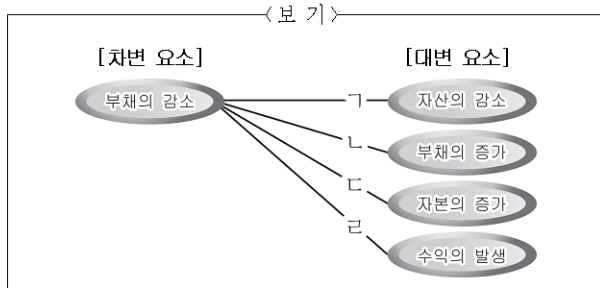 〈보 기〉
[차변 요소] [대변 요소]
부채의 감소 ㄱ 자산의 감소
ㄴ 부채의 증가
ㄷ 자본의 증가
ㄹ 수익의 발생